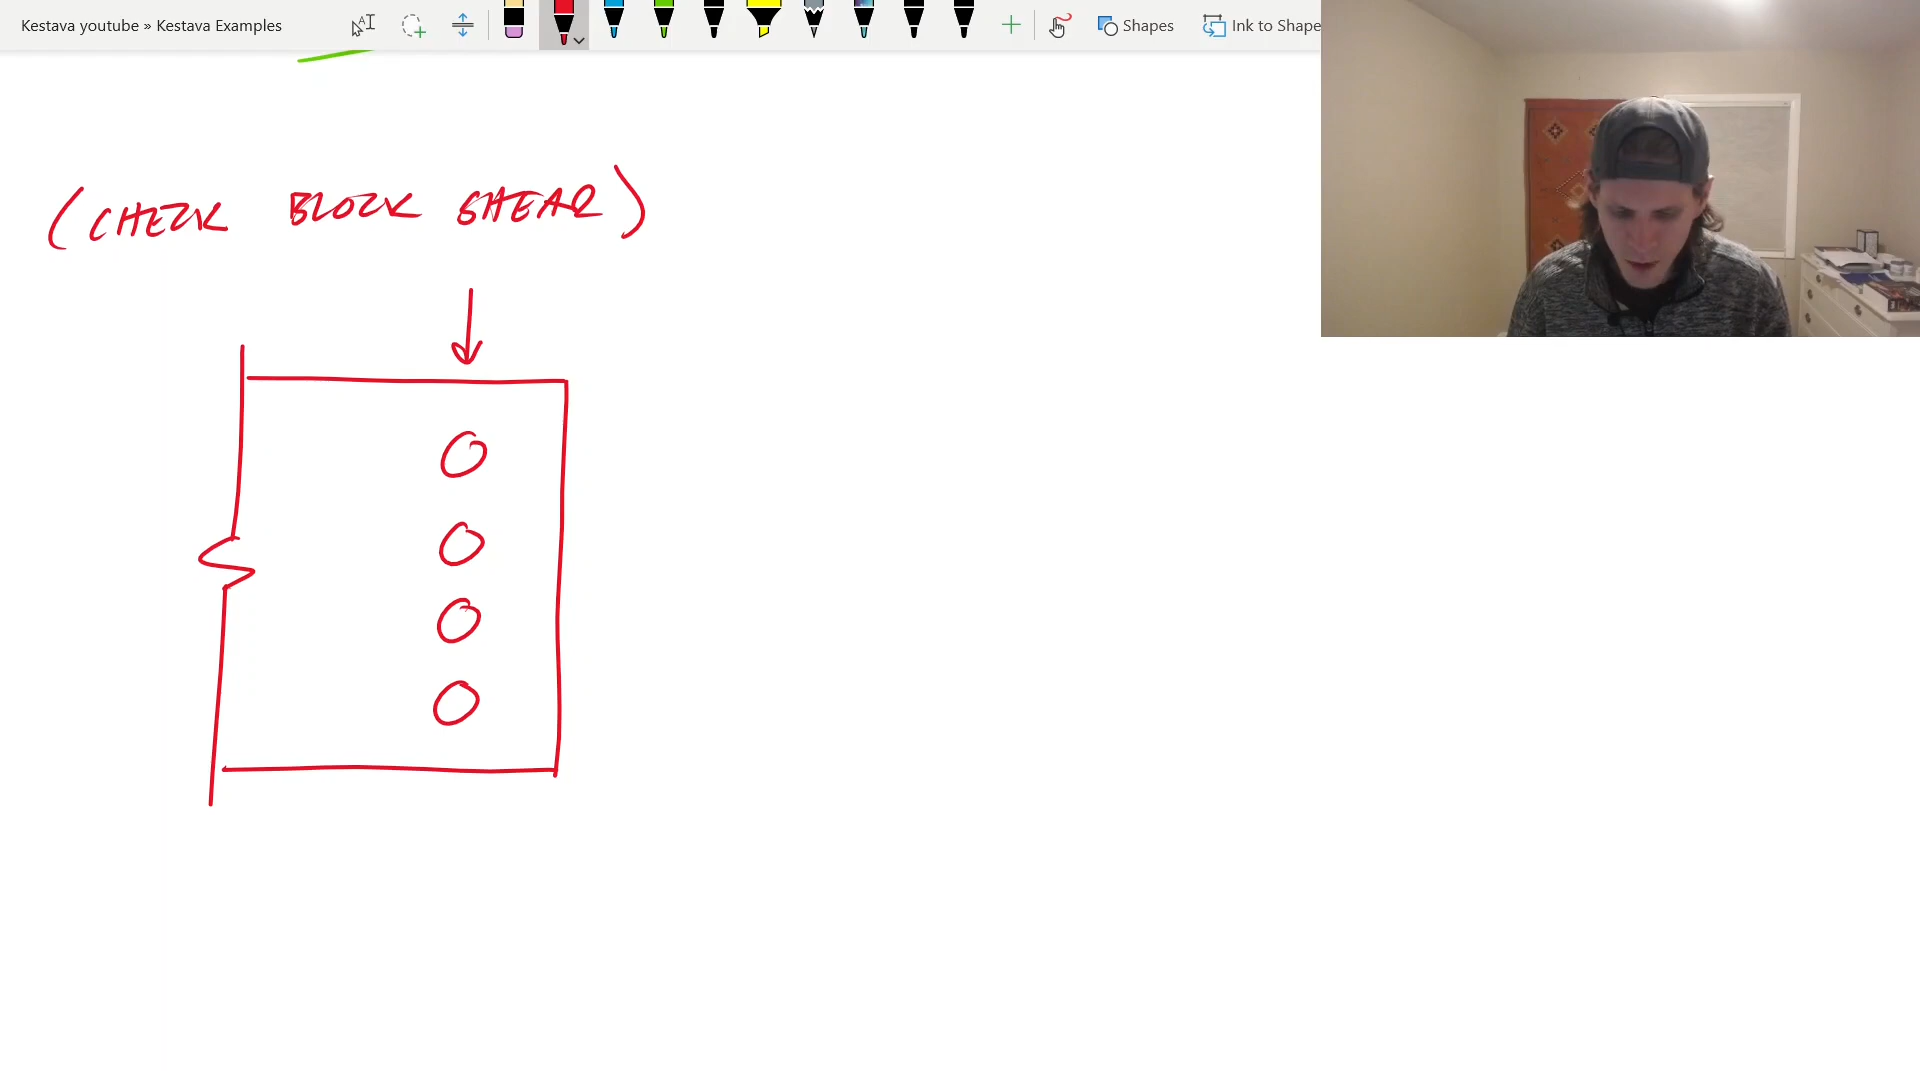 Kestava youtube » Kestava Examples
Shapes
Ink to Shape
(CHECK BLOCK SHEAR)